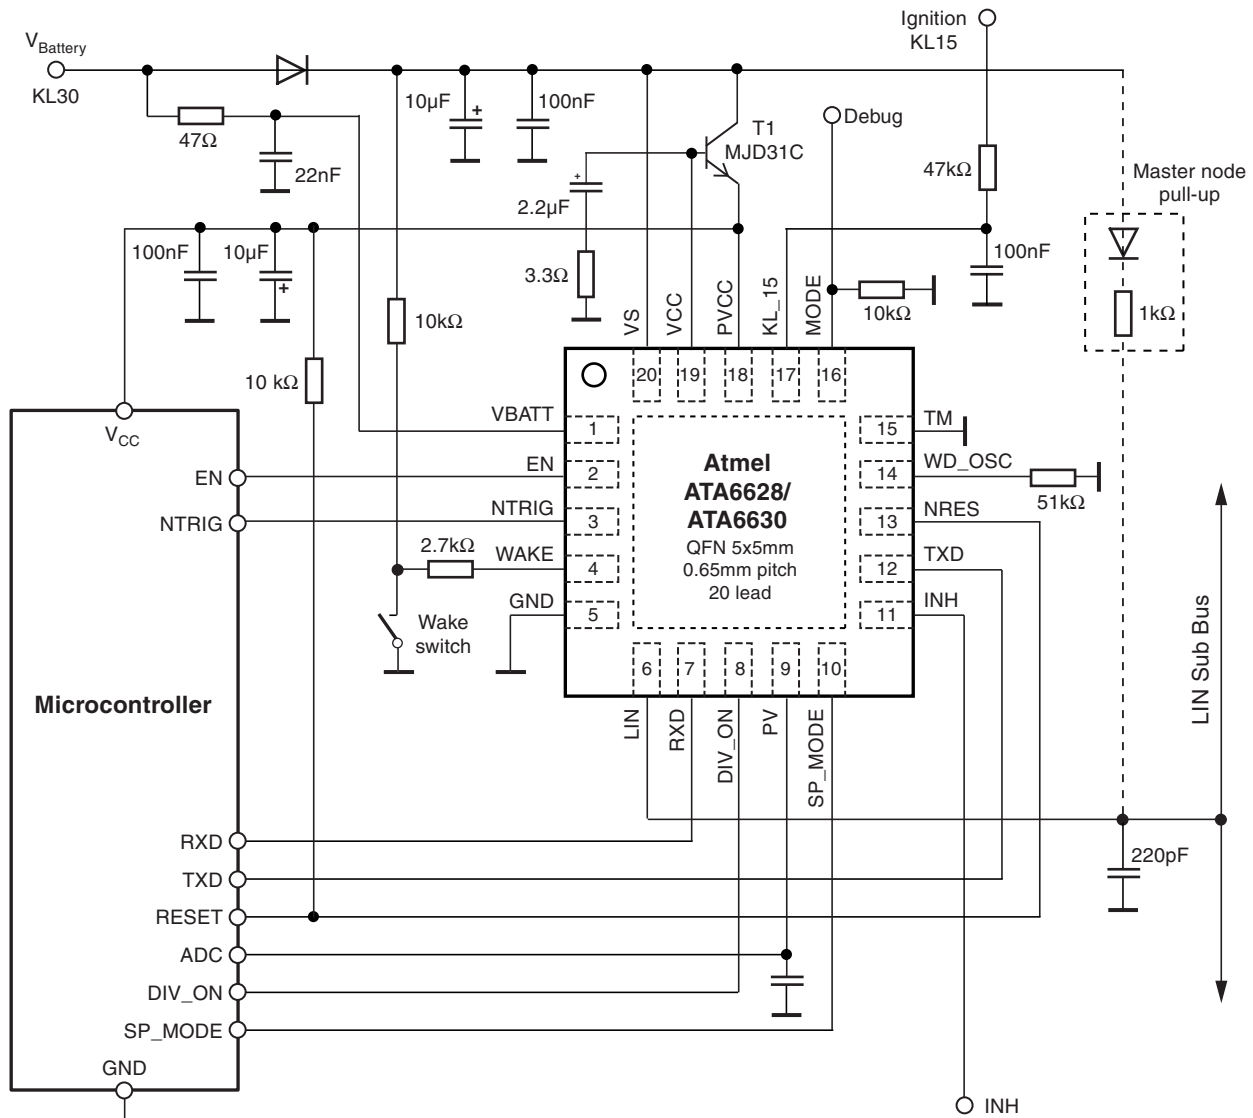 Ignition
KL15
VBattery
KL30
47Ω
22nF
10µF
+
100nF
T1
MJD31C
Debug
47kΩ
Master node
pull-up
+
2.2µF
3.3Ω
100nF
10µF
+
100nF
10kΩ
10kΩ
1kΩ
10 kΩ
VS
VCC
PVCC
KL_15
MODE
20
19
18
17
16
VCC
VBATT
1
EN
EN
2
NTRIG
NTRIG
3
2.7kΩ
WAKE
4
GND
5
Wake
switch
Atmel
ATA6628/
ATA6630
QFN 5x5mm
0.65mm pitch
20 lead
15
TM
14
WD_OSC
51kΩ
13
NRES
12
TXD
11
INH
6
7
8
9
10
LIN
RXD
DIV_ON
PV
SP_MODE
LIN Sub Bus
Microcontroller
RXD
TXD
RESET
ADC
DIV_ON
SP_MODE
GND
220pF
INH